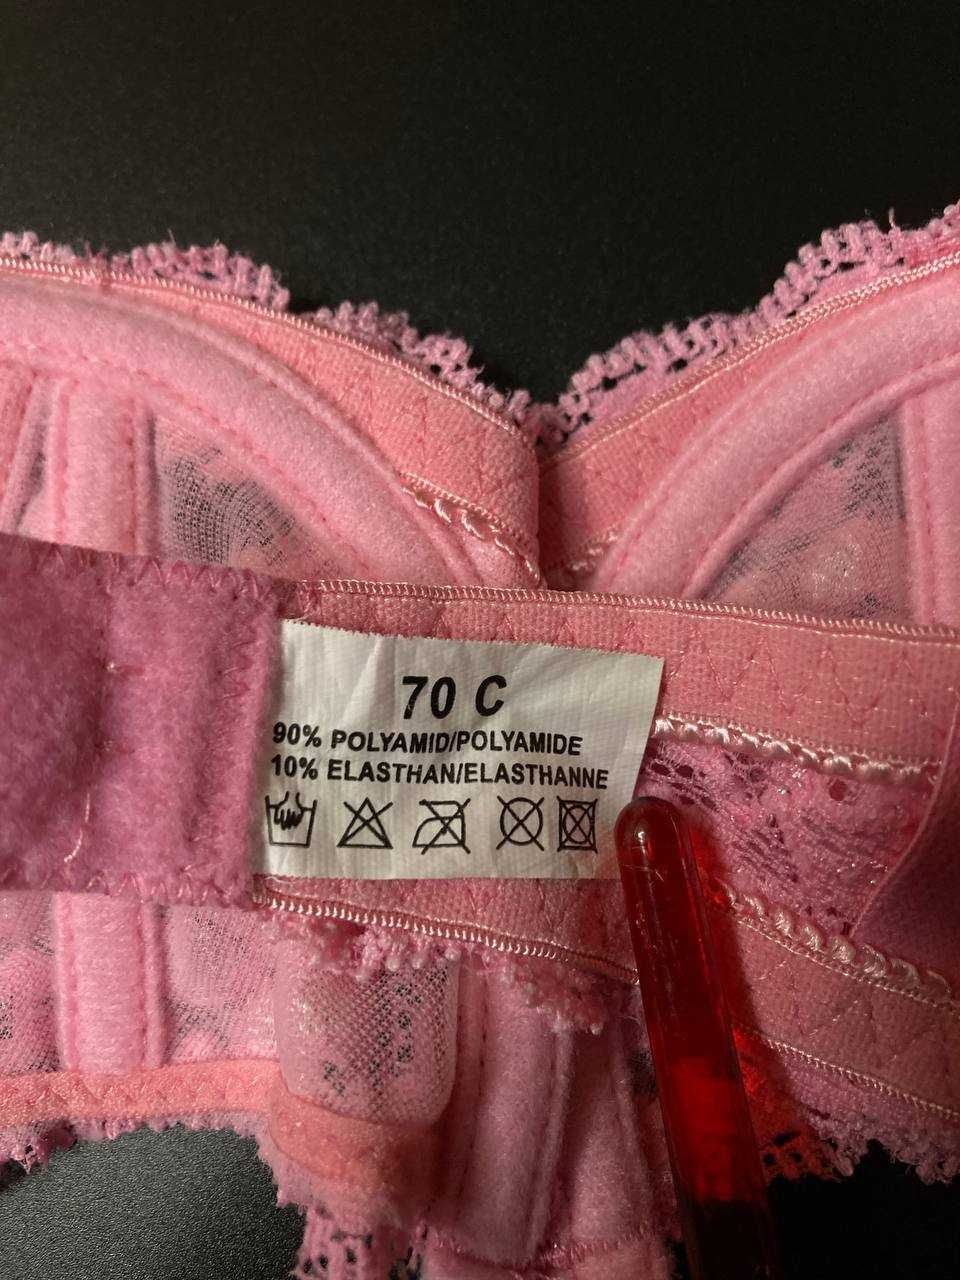 70 C
90% POLYAMID/POLYAMIDE
10% ELASTHAN/ELASTHANNE